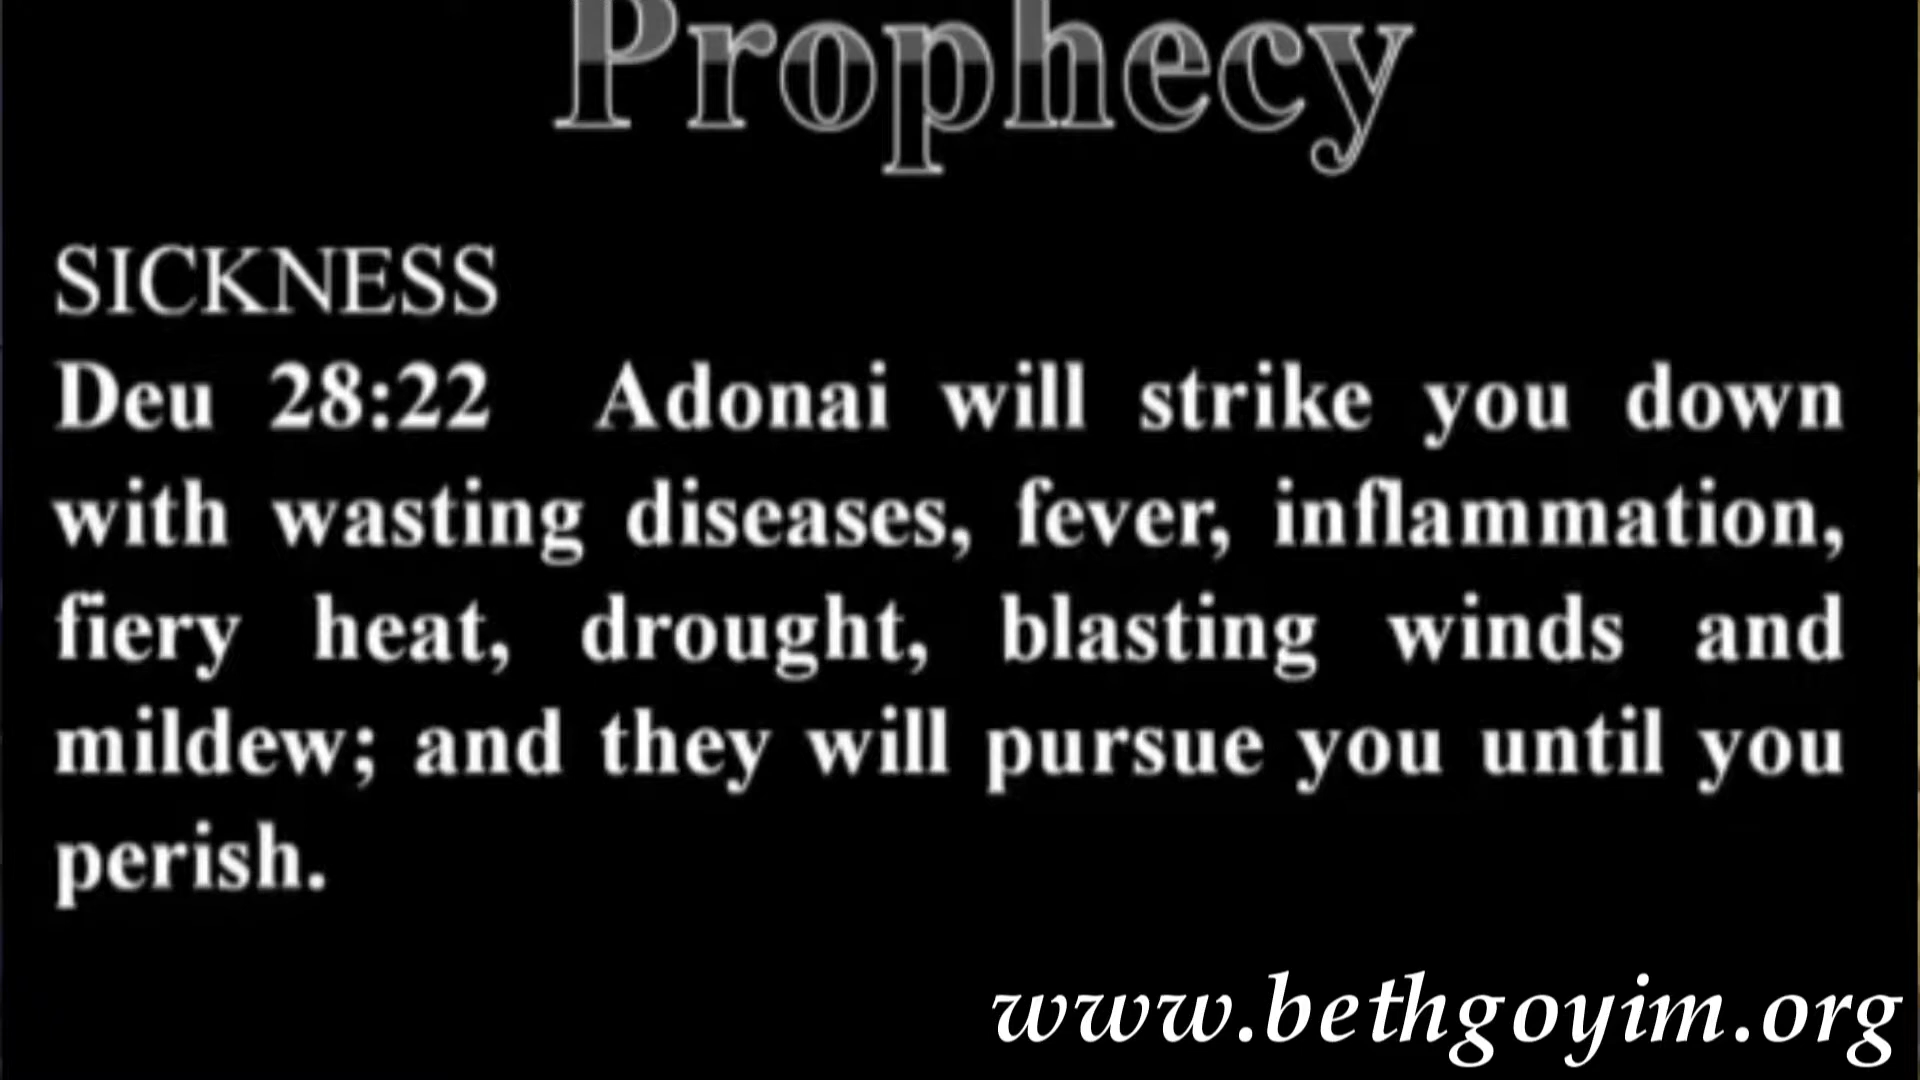 Prophecy
SICKNESS
Deu 28:22 Adonai will strike you down
with wasting diseases, fever, inflammation,
fiery heat, drought, blasting winds and
mildew; and they will pursue you until you
perish.
www.bethgoyim.org